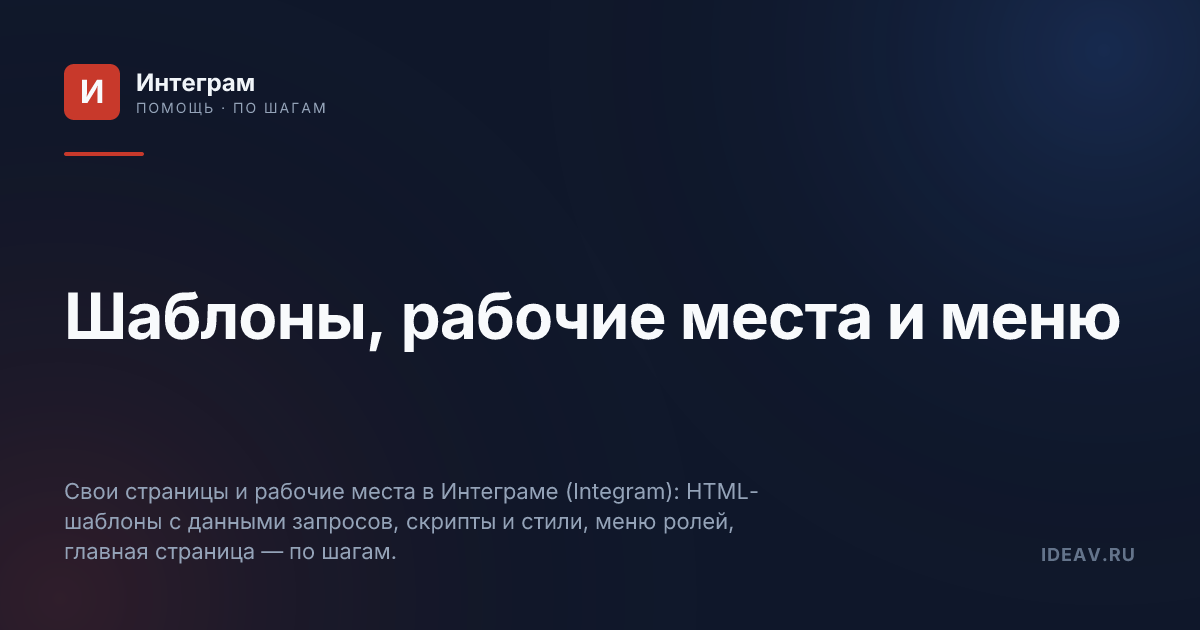 И
Интеграм
ПОМОЩЬ · ПО ШАГАМ
Шаблоны, рабочие места и меню
Свои страницы и рабочие места в Интеграме (Integram): HTML-
шаблоны с данными запросов, скрипты и стили, меню ролей,
главная страница — по шагам.
IDEAV.RU